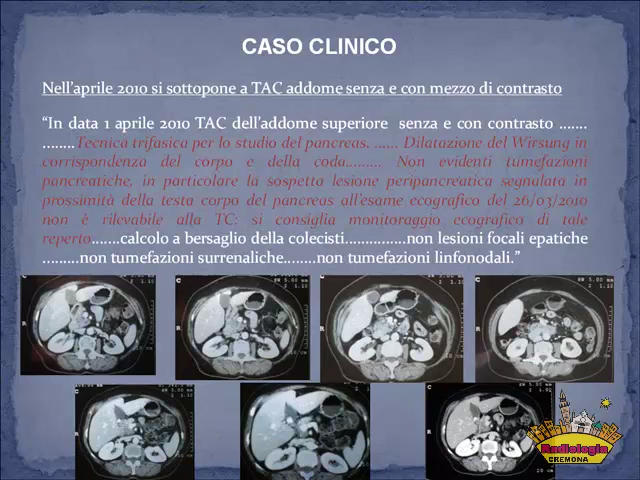 CASO CLINICO
Nell'aprile 2010 si sottopone a TAC addome senza e con mezzo di contrasto
“In data 1 aprile 2010 TAC dell'addome superiore senza e con contrasto .......
........Tecnica trifasica per lo studio del pancreas. ...... Dilatazione del Wirsung in
corrispondenza del corpo e della coda......... Non evidenti tumefazioni
pancreatiche, in particolare la sospetta lesione peripancreatica segnalata in
prossimità della testa corpo del pancreas all'esame ecografico del 26/03/2010
non è rilevabile alla TC: si consiglia monitoraggio ecografico di tale
reperto.......calcolo a bersaglio della colecisti...............non lesioni focali epatiche
.........non tumefazioni surrenaliche........non tumefazioni linfonodali.”
Radiologia
CREMONA